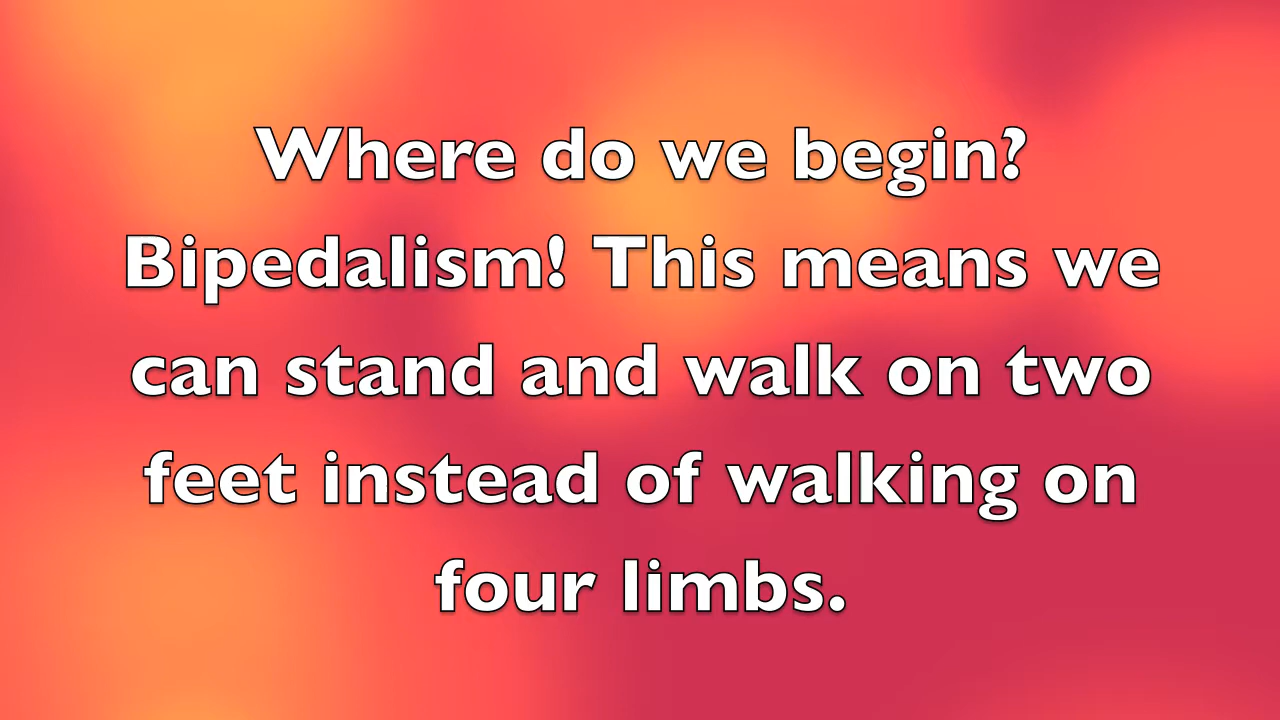 Where do we begin?
Bipedalism! This means we
can stand and walk on two
feet instead of walking on
four limbs.